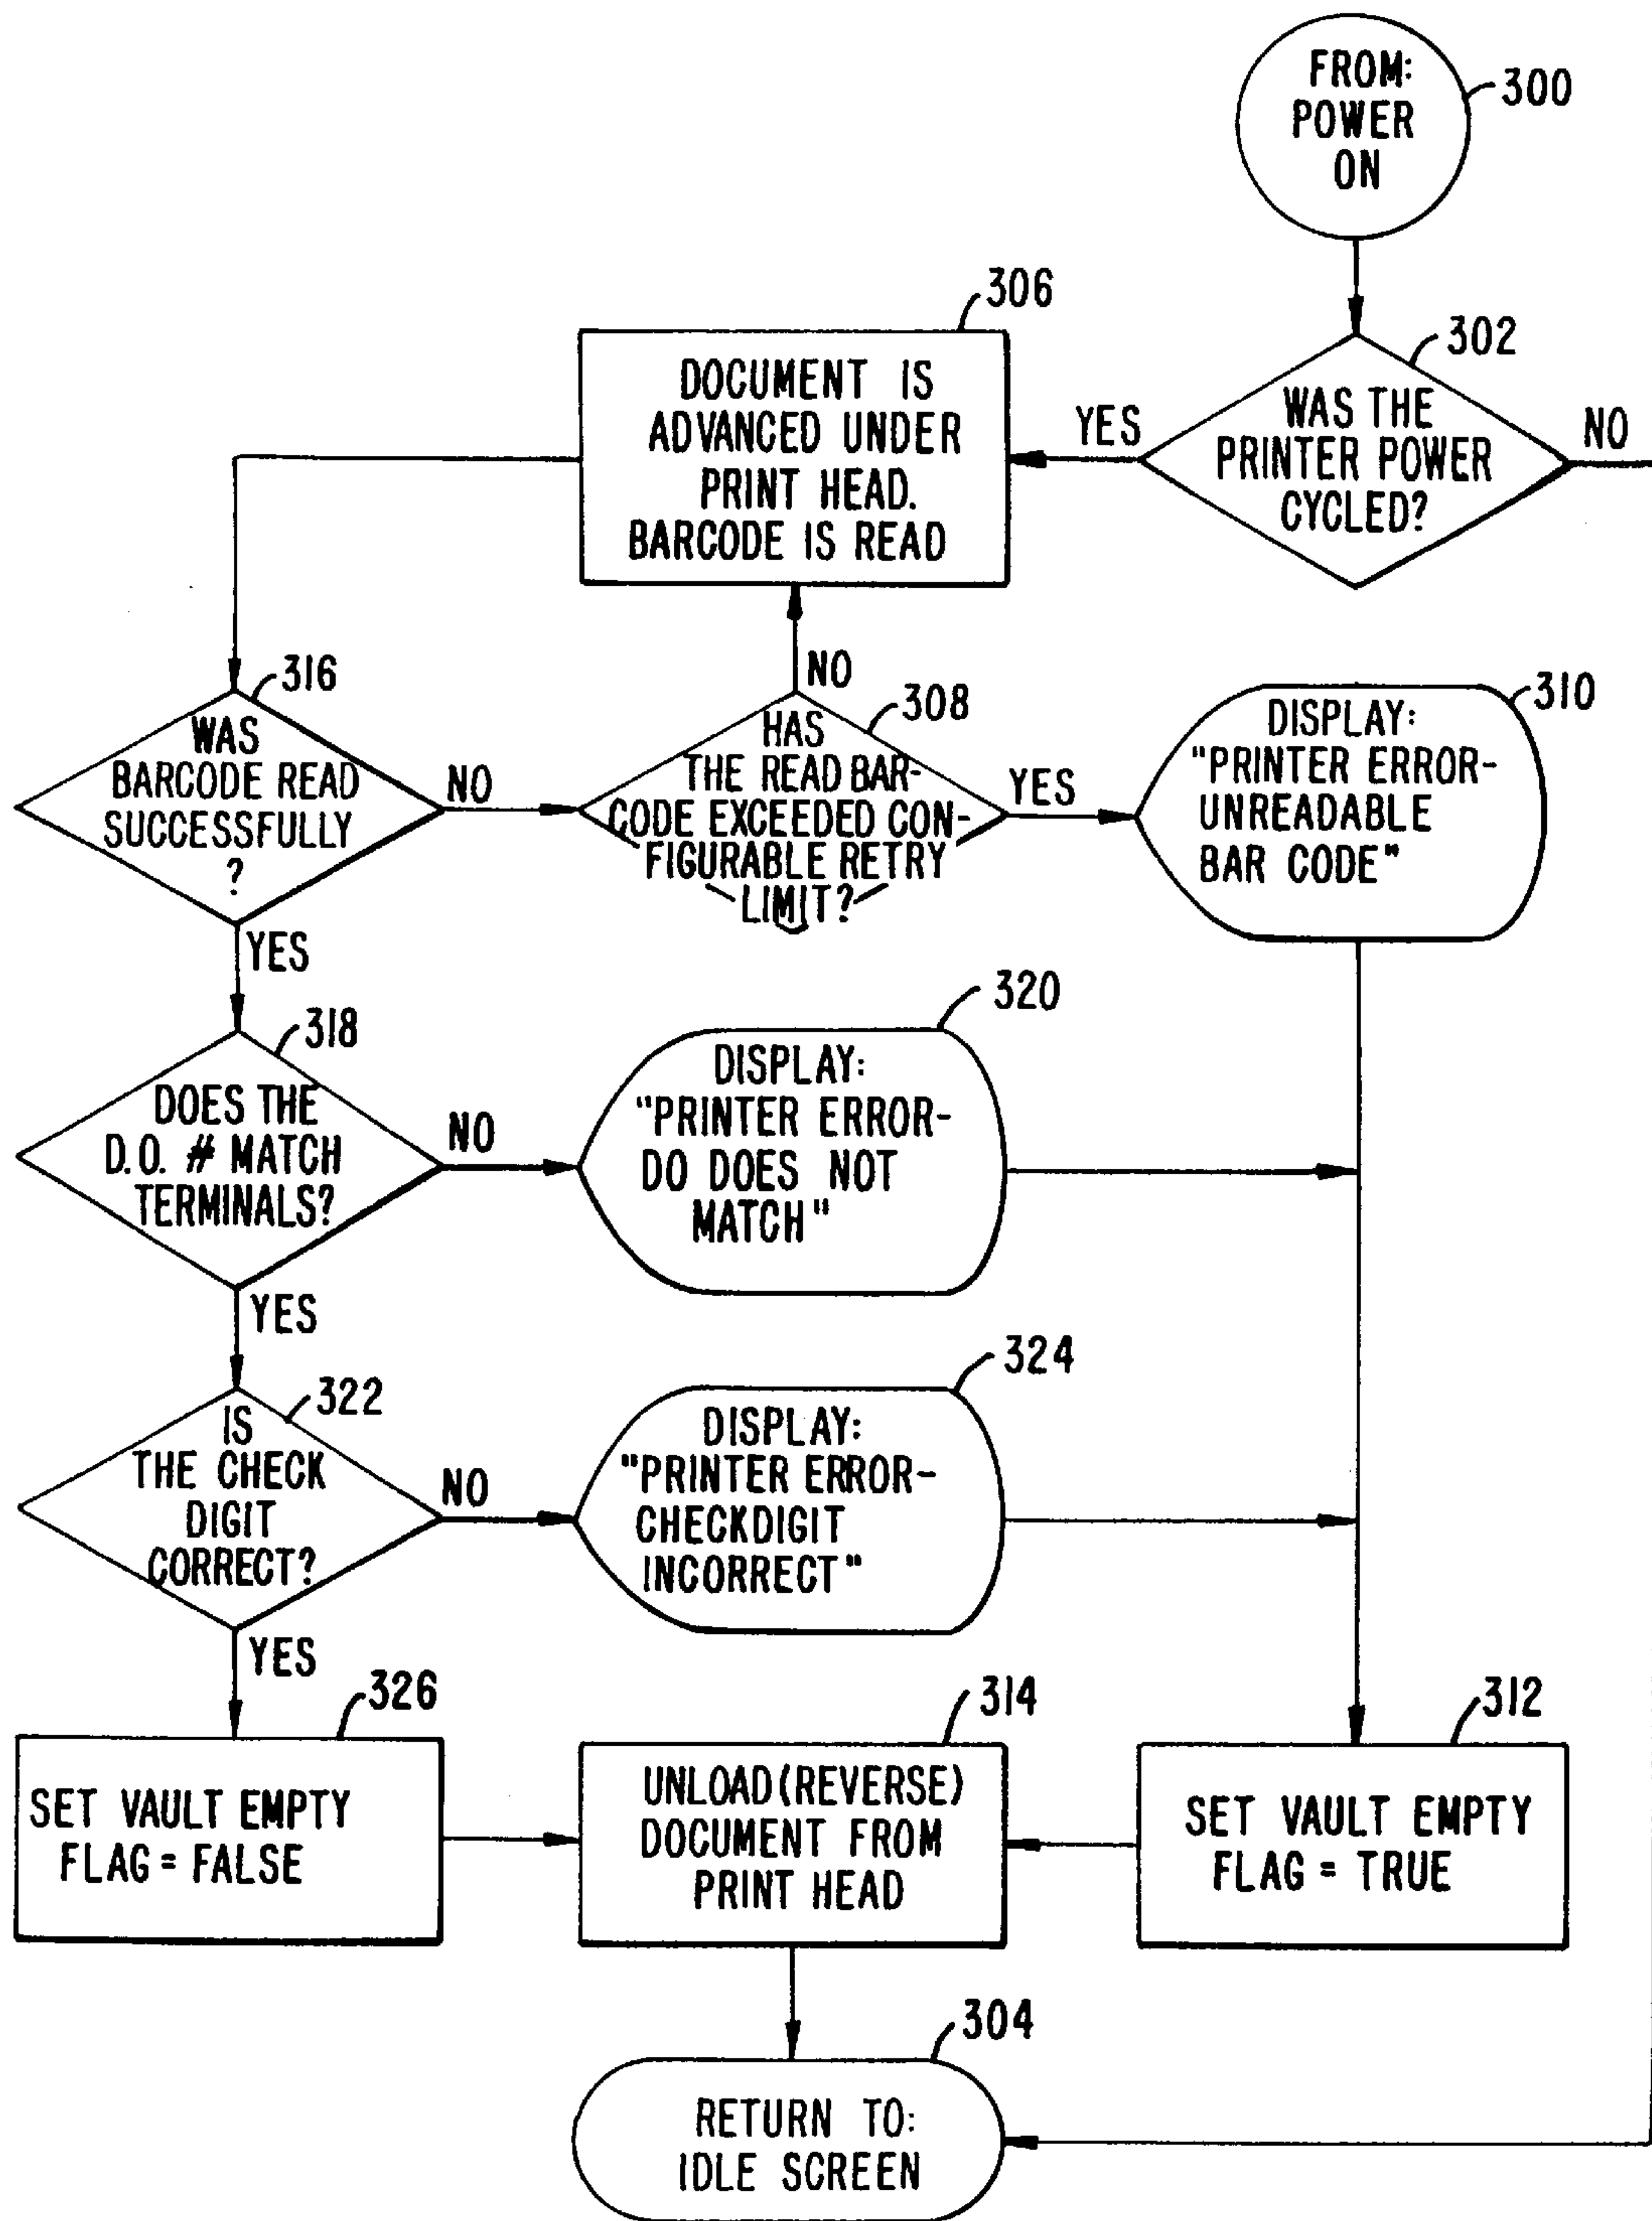 FROM:
POWER
ON
300
302
WAS THE
PRINTER POWER
CYCLED?
YES
NO
306
DOCUMENT IS
ADVANCED UNDER
PRINT HEAD.
BARCODE IS READ
316
WAS
BARCODE READ
SUCCESSFULLY
?
NO
YES
308
HAS
THE READ BAR-
CODE EXCEEDED CON-
FIGURABLE RETRY
LIMIT?
NO
YES
310
DISPLAY:
"PRINTER ERROR-
UNREADABLE
BAR CODE"
318
DOES THE
D.O. # MATCH
TERMINALS?
NO
YES
320
DISPLAY:
"PRINTER ERROR-
DO DOES NOT
MATCH"
322
IS
THE CHECK
DIGIT
CORRECT?
NO
YES
324
DISPLAY:
"PRINTER ERROR-
CHECKDIGIT
INCORRECT"
326
SET VAULT EMPTY
FLAG = FALSE
314
UNLOAD (REVERSE)
DOCUMENT FROM
PRINT HEAD
312
SET VAULT EMPTY
FLAG = TRUE
304
RETURN TO:
IDLE SCREEN